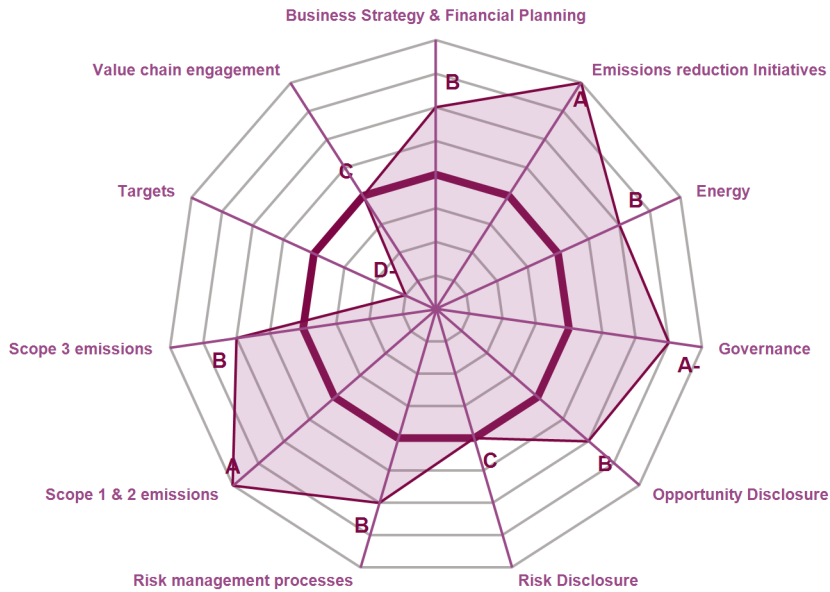 Business Strategy & Financial Planning
Value chain engagement
Emissions reduction Initiatives
B
A
C
Targets
B
Energy
D-
Scope 3 emissions
B
Governance
A-
A
C
B
Scope 1 & 2 emissions
Opportunity Disclosure
B
Risk management processes
Risk Disclosure